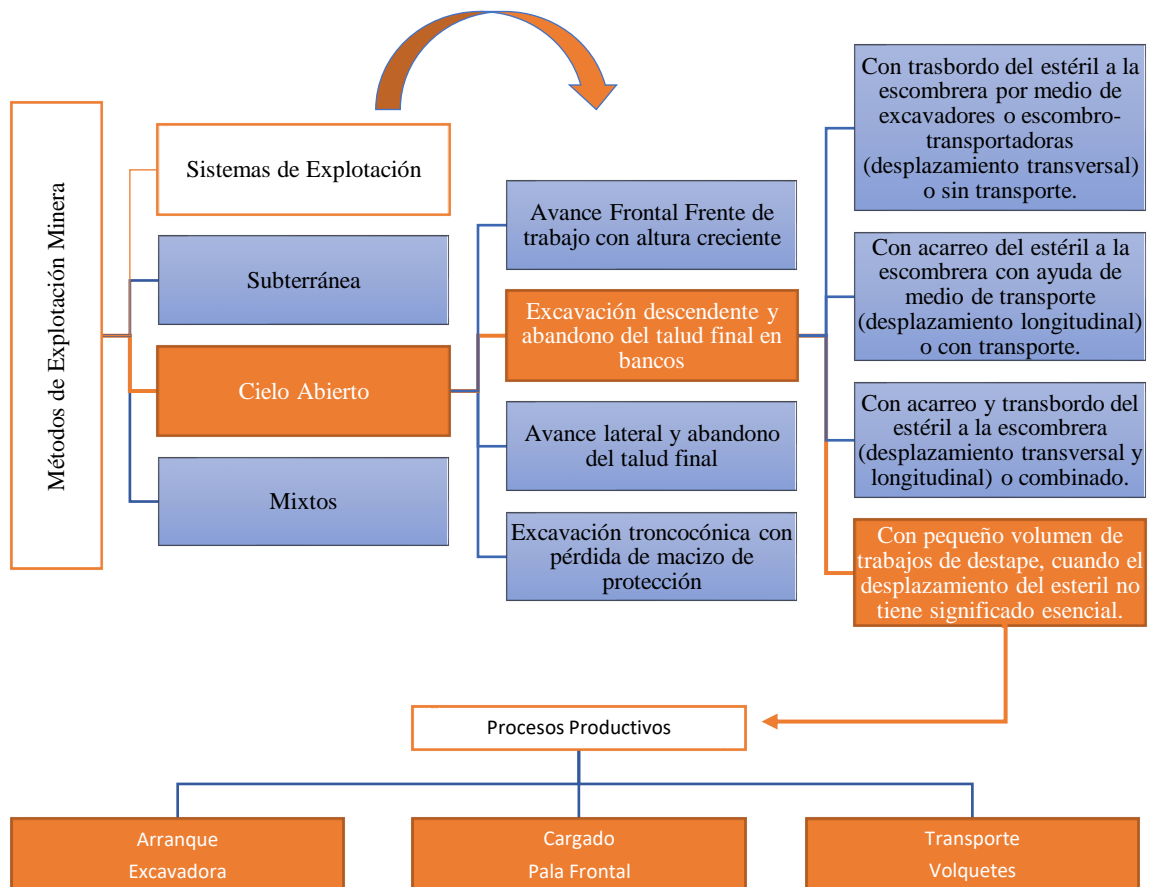 Métodos de Explotación Minera
Sistemas de Explotación
Subterránea
Cielo Abierto
Mixtos
Avance Frontal Frente de
trabajo con altura creciente
Excavación descendente y
abandono del talud final en
bancos
Avance lateral y abandono
del talud final
Excavación troncocónica con
pérdida de macizo de
protección
Con trasbordo del estéril a la
escombrera por medio de
excavadores o escombro-
transportadoras
(desplazamiento transversal)
o sin transporte.
Con acarreo del estéril a la
escombrera con ayuda de
medio de transporte
(desplazamiento longitudinal)
o con transporte.
Con acarreo y transbordo del
estéril a la escombrera
(desplazamiento transversal y
longitudinal) o combinado.
Con pequeño volumen de
trabajos de destape, cuando el
desplazamiento del esteril no
tiene significado esencial.
Procesos Productivos
Arranque
Excavadora
Cargado
Pala Frontal
Transporte
Volquetes